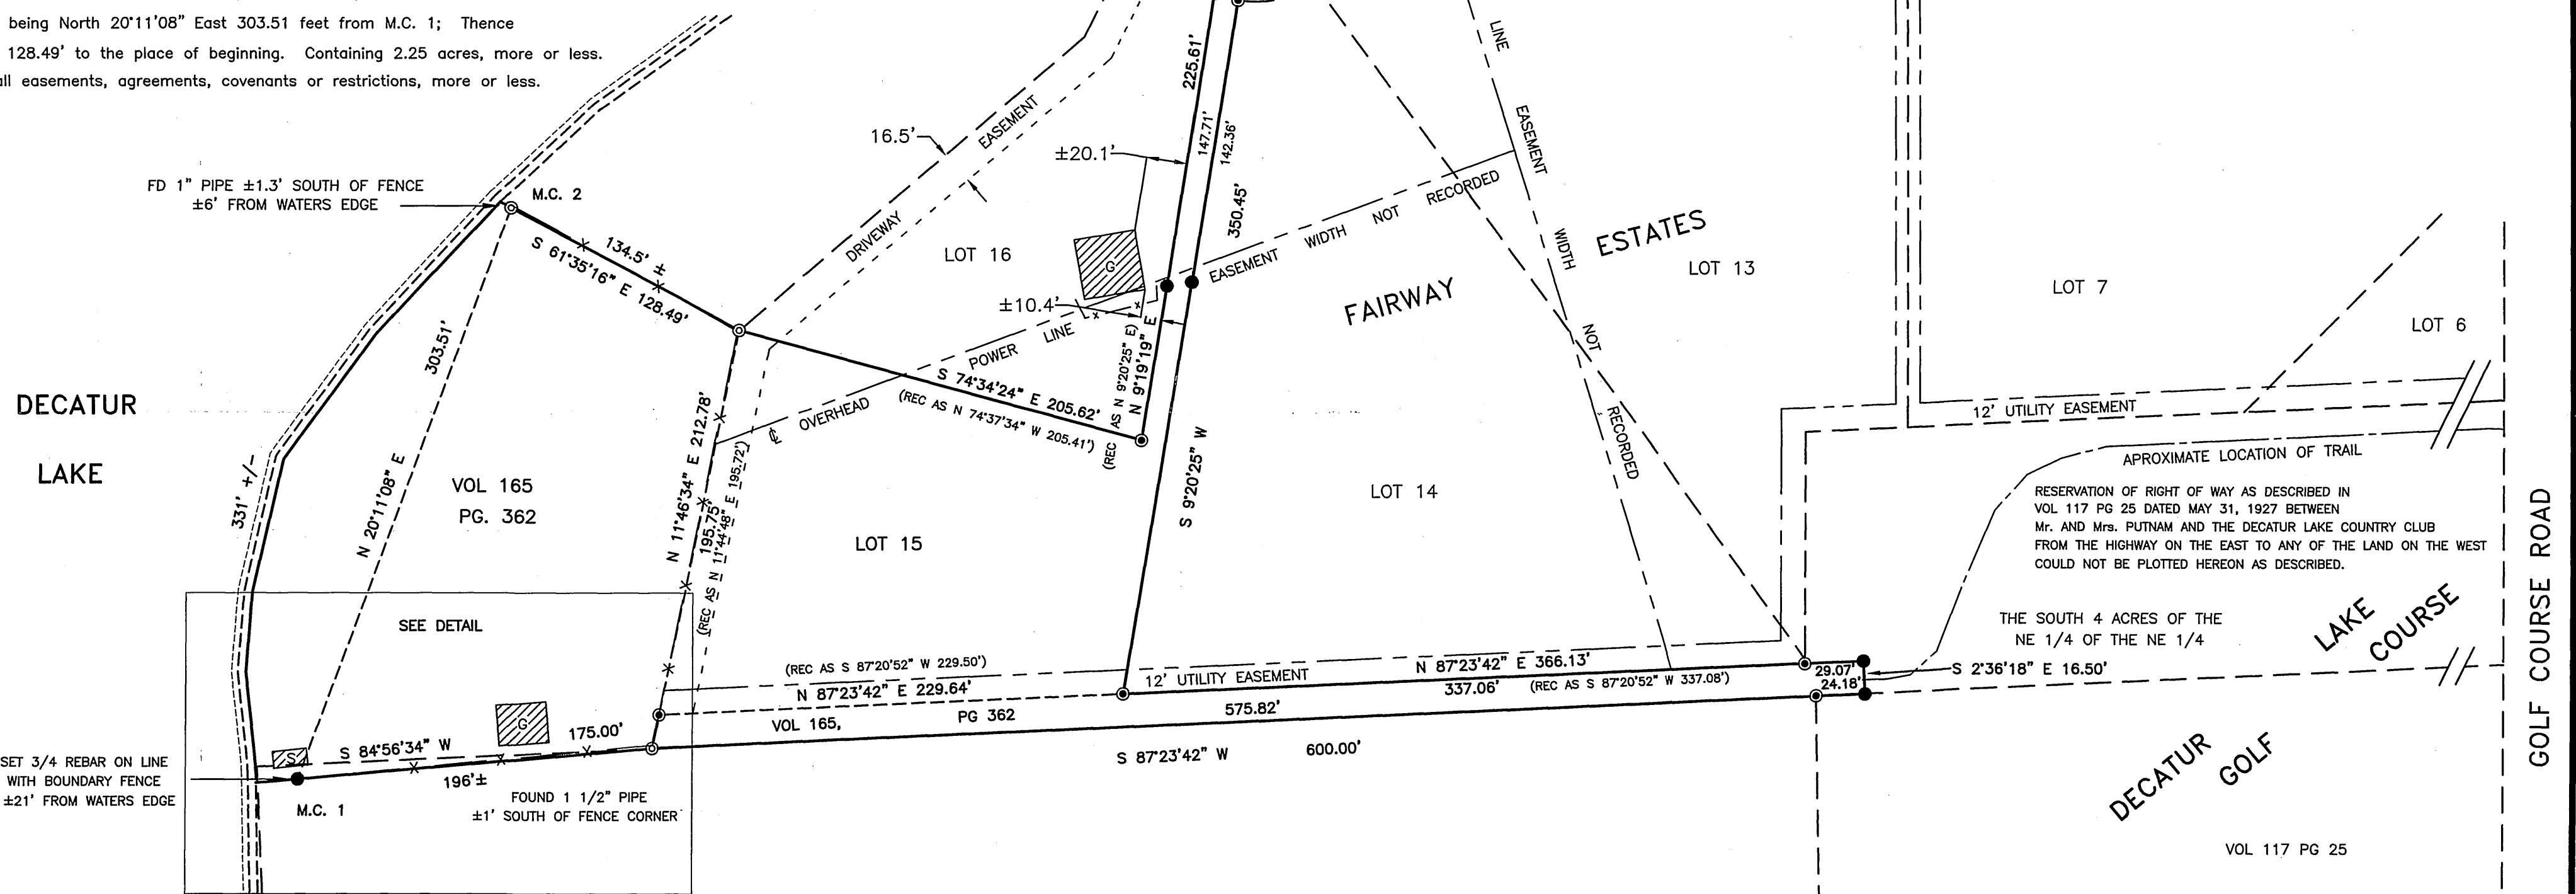 being North 20°11'08" East 303.51 feet from M.C. 1; Thence
128.49' to the place of beginning. Containing 2.25 acres, more or less.
all easements, agreements, covenants or restrictions, more or less.
FD 1" PIPE ±1.3' SOUTH OF FENCE
±6' FROM WATERS EDGE
M.C. 2
134.5' ±
S 61°35'16" E 128.49'
303.51'
N 20°11'08" E
331' +/-
DECATUR
LAKE
VOL 165
PG. 362
SEE DETAIL
N 11°46'34" E 212.78'
195.75'
(REC AS N 11°44'48" E 195.72')
16.5'
DRIVEWAY
EASEMENT
LOT 16
G
±20.1'
±10.4'
225.61'
147.71'
142.36'
350.45'
℄ OVERHEAD
POWER LINE
EASEMENT WIDTH NOT RECORDED
S 74°34'24" E 205.62'
(REC AS N 74°37'34" W 205.41')
(REC AS N 9°20'25" E)
N 9°19'19" E
S 9°20'25" W
LINE
EASEMENT
WIDTH
NOT
RECORDED
FAIRWAY
ESTATES
LOT 13
LOT 14
LOT 15
LOT 7
LOT 6
12' UTILITY EASEMENT
APROXIMATE LOCATION OF TRAIL
RESERVATION OF RIGHT OF WAY AS DESCRIBED IN
VOL 117 PG 25 DATED MAY 31, 1927 BETWEEN
Mr. AND Mrs. PUTNAM AND THE DECATUR LAKE COUNTRY CLUB
FROM THE HIGHWAY ON THE EAST TO ANY OF THE LAND ON THE WEST
COULD NOT BE PLOTTED HEREON AS DESCRIBED.
THE SOUTH 4 ACRES OF THE
NE 1/4 OF THE NE 1/4
LAKE
COURSE
GOLF COURSE ROAD
(REC AS S 87°20'52" W 229.50')
N 87°23'42" E 229.64'
12' UTILITY EASEMENT
N 87°23'42" E 366.13'
337.06'
(REC AS S 87°20'52" W 337.08')
29.07'
24.18'
S 2°36'18" E 16.50'
VOL 165,
PG 362
575.82'
S 87°23'42" W
600.00'
G
S
175.00'
S 84°56'34" W
196'±
SET 3/4 REBAR ON LINE
WITH BOUNDARY FENCE
±21' FROM WATERS EDGE
M.C. 1
FOUND 1 1/2" PIPE
±1' SOUTH OF FENCE CORNER
DECATUR
GOLF
VOL 117 PG 25